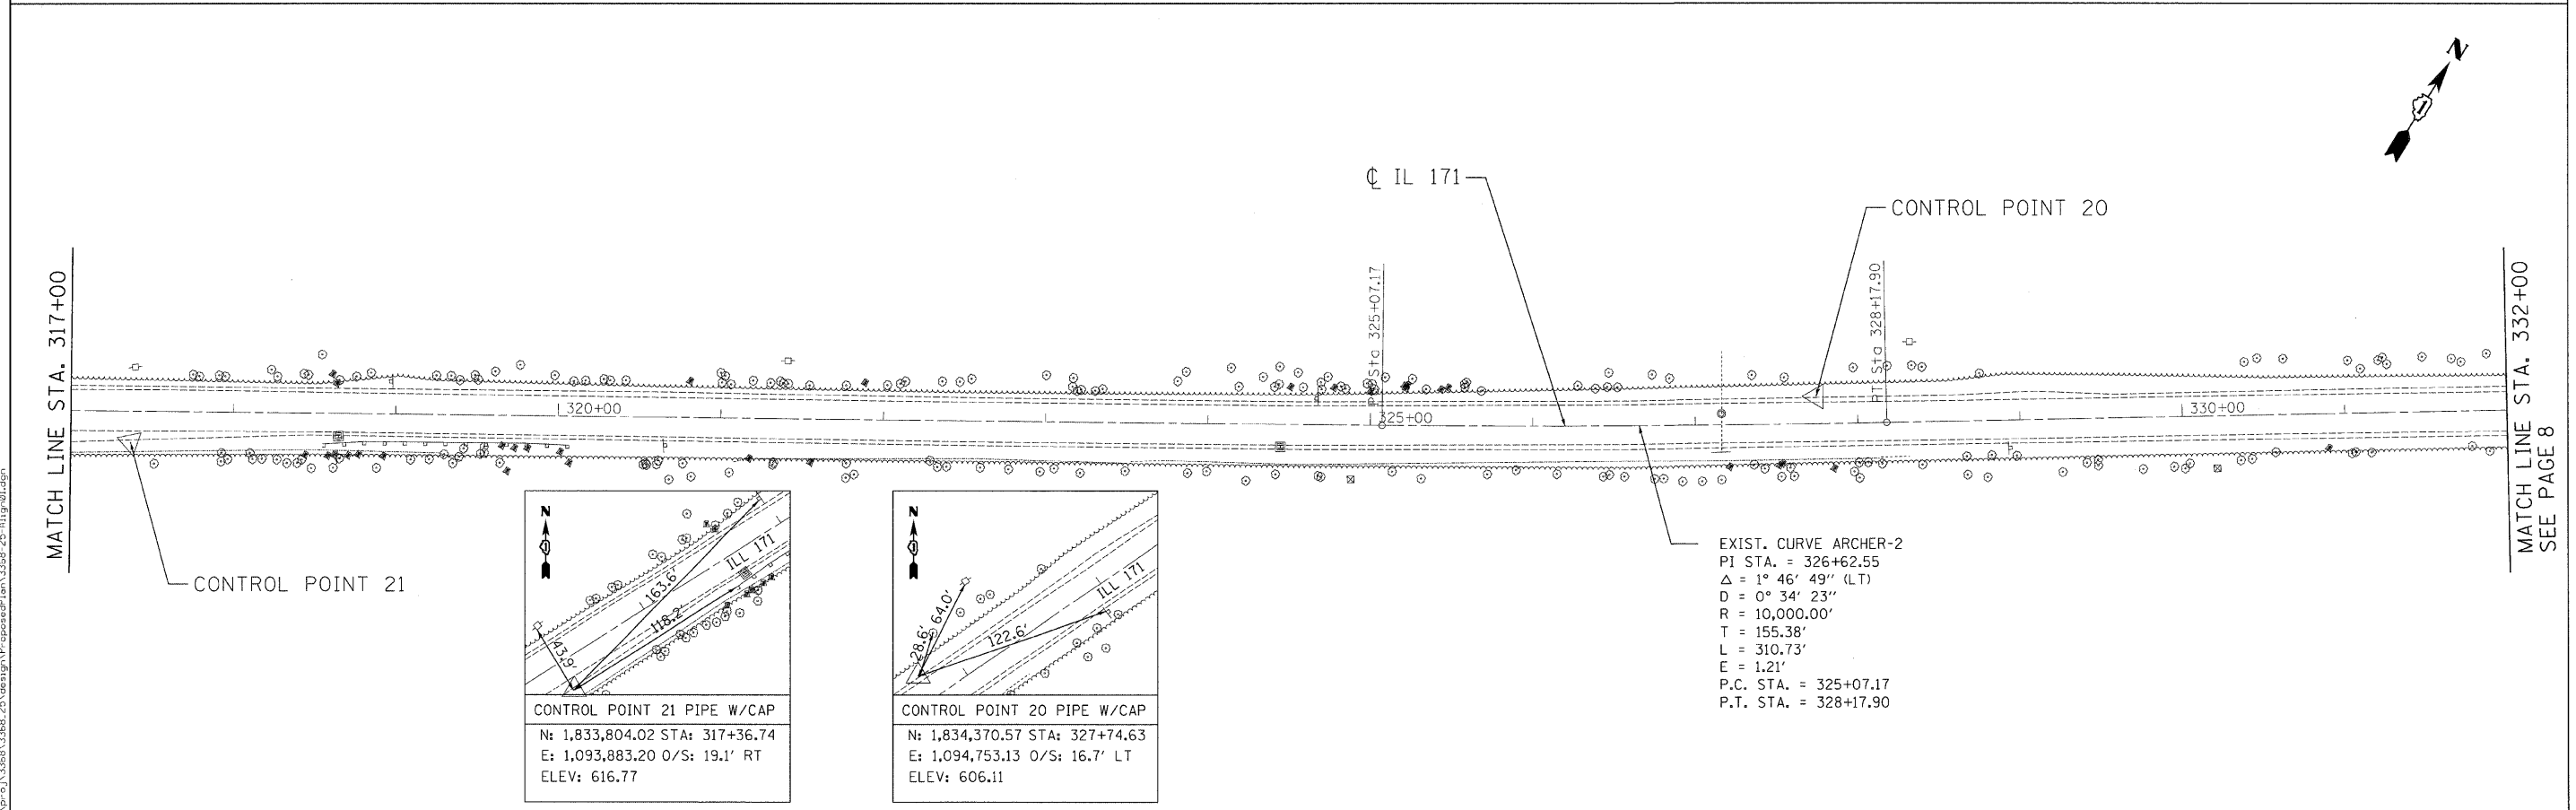 N
℄ IL 171
CONTROL POINT 20
MATCH LINE STA. 317+00
P Sta 325+07.17
PT Sta 328+17.90
MATCH LINE STA. 332+00
SEE PAGE 8
320+00
325+00
330+00
CONTROL POINT 21
N
ILL 171
163.6'
118.2'
43.9'
CONTROL POINT 21 PIPE W/CAP
N: 1,833,804.02 STA: 317+36.74
E: 1,093,883.20 O/S: 19.1' RT
ELEV: 616.77
N
ILL 171
28.6'
64.0'
122.6'
CONTROL POINT 20 PIPE W/CAP
N: 1,834,370.57 STA: 327+74.63
E: 1,094,753.13 O/S: 16.7' LT
ELEV: 606.11
EXIST. CURVE ARCHER-2
PI STA. = 326+62.55
Δ = 1° 46' 49" (LT)
D = 0° 34' 23"
R = 10,000.00'
T = 155.38'
L = 310.73'
E = 1.21'
P.C. STA. = 325+07.17
P.T. STA. = 328+17.90